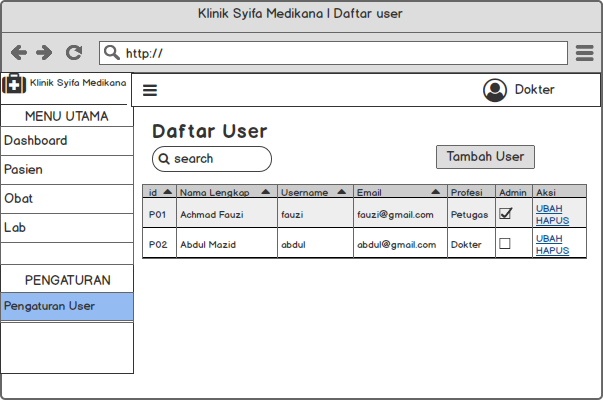 Klinik Syifa Medikana | Daftar user
http://
Klinik Syifa Medikana
Dokter
MENU UTAMA
Dashboard
Pasien
Obat
Lab
PENGATURAN
Pengaturan User
Daftar User
search
Tambah User
id Nama Lengkap Username Email Profesi Admin Aksi
P01 Achmad Fauzi fauzi fauzi@gmail.com Petugas UBAH
HAPUS
P02 Abdul Mazid abdul abdul@gmail.com Dokter UBAH
HAPUS